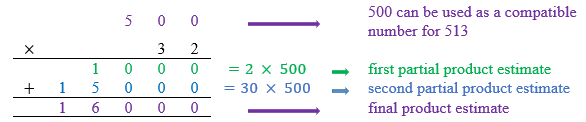 5 0 0 500 can be used as a compatible
number for 513
× 3 2
1 0 0 0 = 2 × 500 first partial product estimate
+ 1 5 0 0 0 = 30 × 500 second partial product estimate
1 6 0 0 0 final product estimate